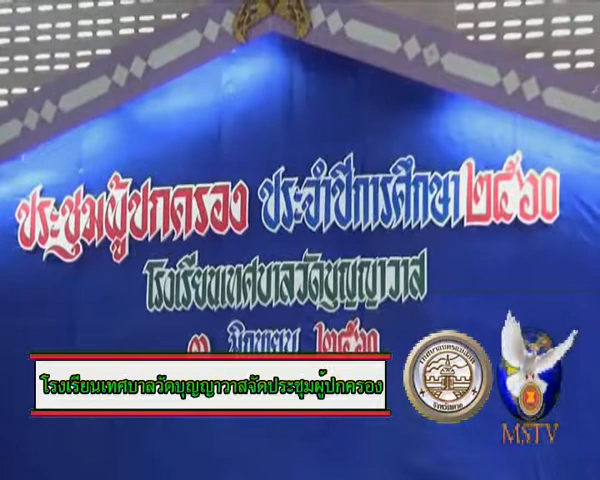 ประชุมผู้ปกครอง ประจำปีการศึกษา๒๕๖๐
โรงเรียนเทศบาลวัดบุญญาวาส
๓ มิถุนายน ๒๕๖๐
โรงเรียนเทศบาลวัดบุญญาวาสจัดประชุมผู้ปกครอง
MSTV